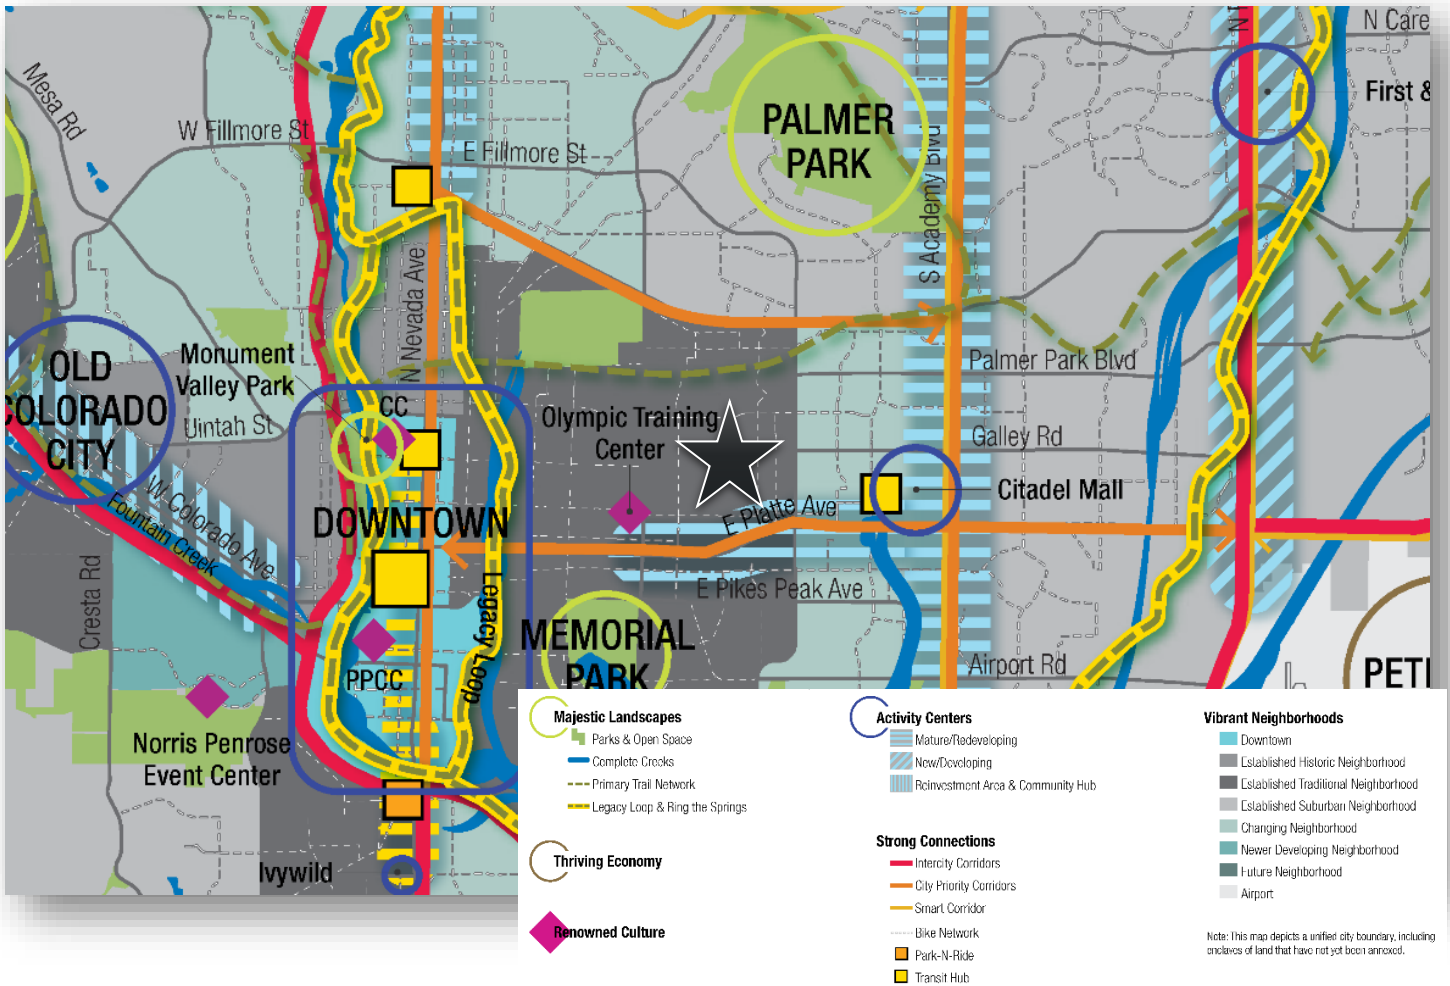 N Care
Mesa Rd
N
First &
W Fillmore St
E Fillmore St
PALMER
PARK
S Academy Blvd
N Nevada Ave
OLD
COLORADO
CITY
Monument
Valley Park
Uintah St
CC
Palmer Park Blvd
Olympic Training
Center
Galley Rd
Citadel Mall
W Colorado Ave
Fountain Creek
DOWNTOWN
E Platte Ave
E Pikes Peak Ave
Cresta Rd
Legacy Loop
MEMORIAL
PARK
Airport Rd
PETE
PPCC
Norris Penrose
Event Center
Ivywild
Majestic Landscapes
Parks & Open Space
Complete Creeks
Primary Trail Network
Legacy Loop & Ring the Springs
Thriving Economy
Renowned Culture
Activity Centers
Mature/Redeveloping
New/Developing
Reinvestment Area & Community Hub
Strong Connections
Intercity Corridors
City Priority Corridors
Smart Corridor
Bike Network
Park-N-Ride
Transit Hub
Vibrant Neighborhoods
Downtown
Established Historic Neighborhood
Established Traditional Neighborhood
Established Suburban Neighborhood
Changing Neighborhood
Newer Developing Neighborhood
Future Neighborhood
Airport
Note: This map depicts a unified city boundary, including
enclaves of land that have not yet been annexed.